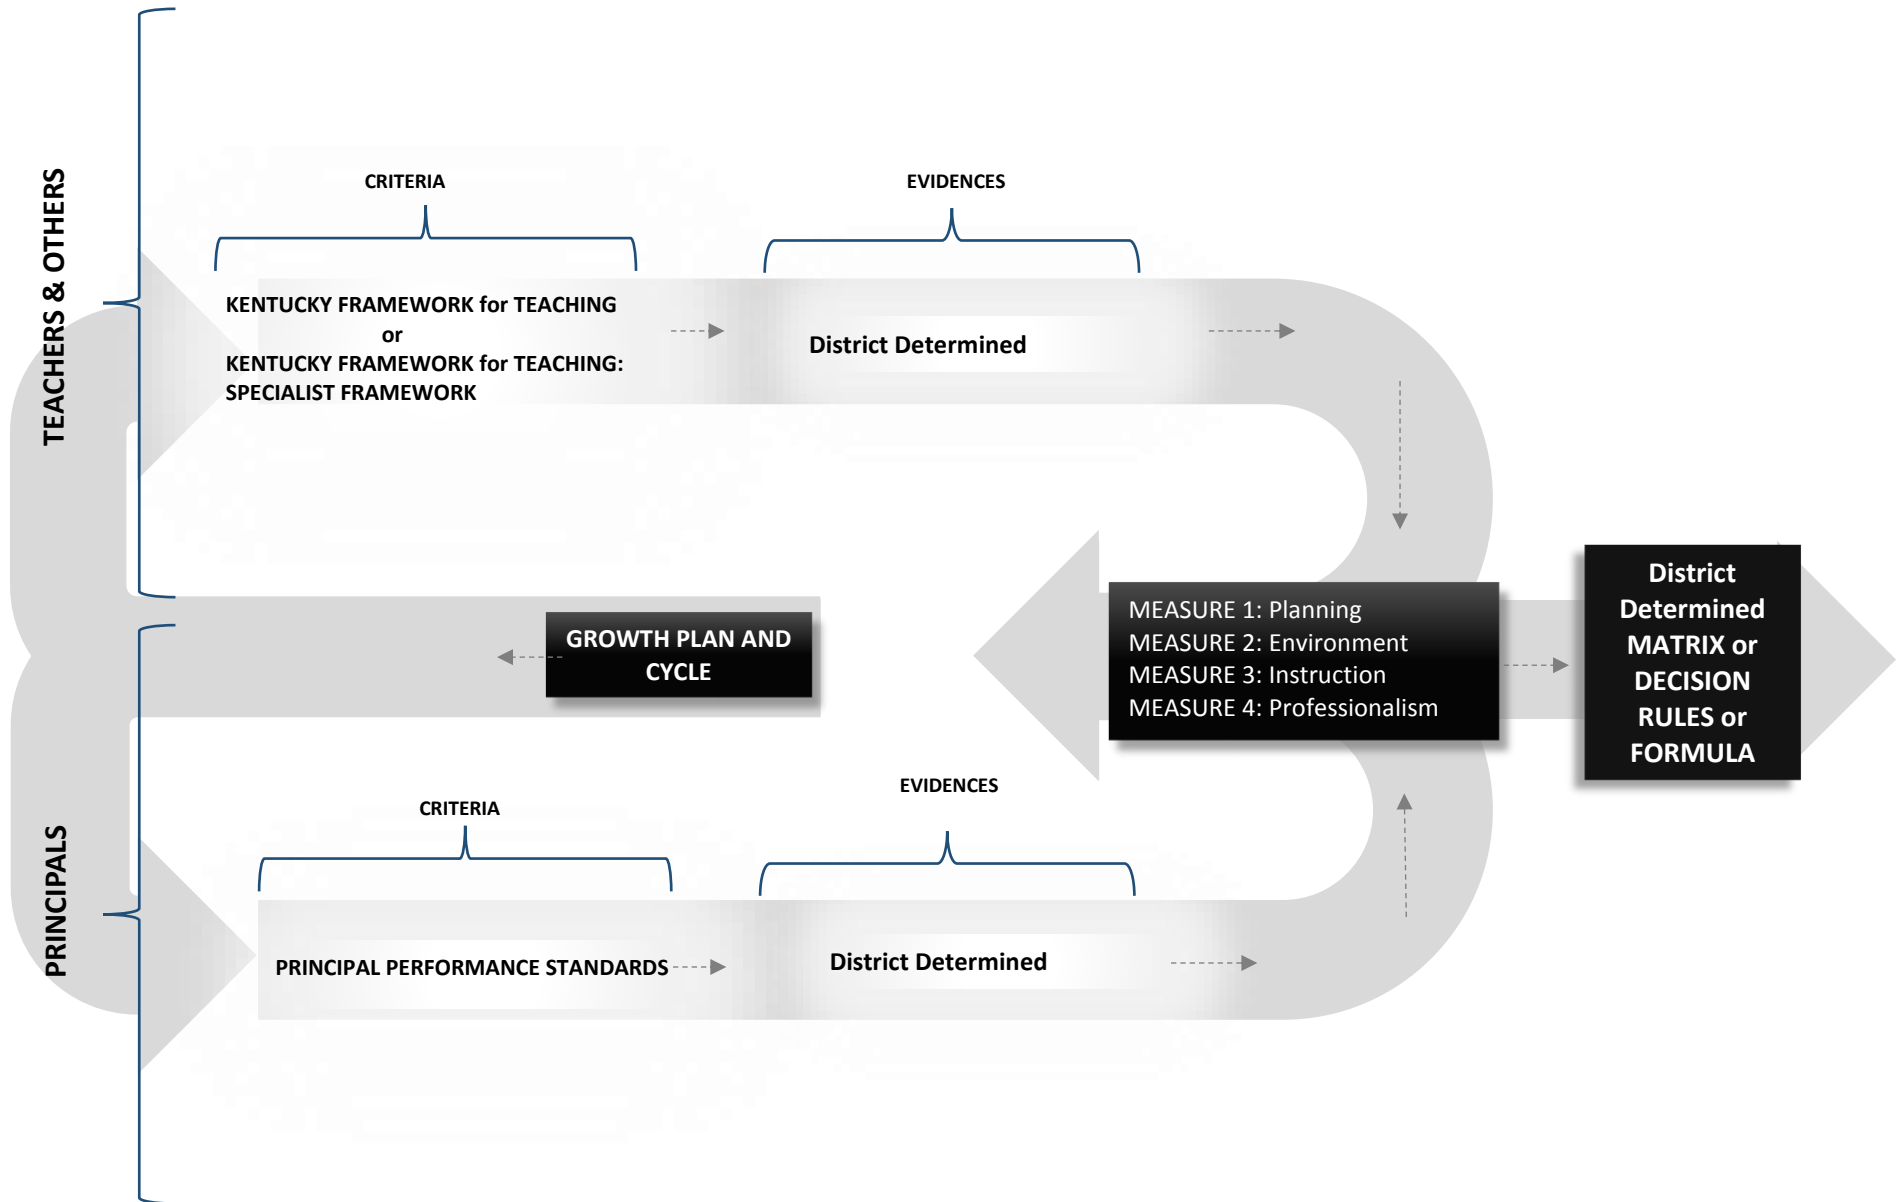 TEACHERS & OTHERS
CRITERIA
EVIDENCES
KENTUCKY FRAMEWORK for TEACHING
or
KENTUCKY FRAMEWORK for TEACHING:
SPECIALIST FRAMEWORK
District Determined
GROWTH PLAN AND
CYCLE
MEASURE 1: Planning
MEASURE 2: Environment
MEASURE 3: Instruction
MEASURE 4: Professionalism
District
Determined
MATRIX or
DECISION
RULES or
FORMULA
PRINCIPALS
CRITERIA
EVIDENCES
PRINCIPAL PERFORMANCE STANDARDS
District Determined